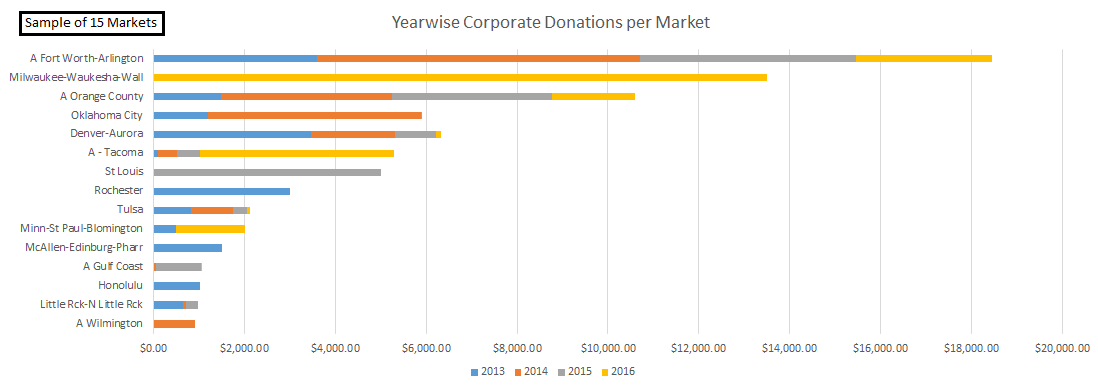 Sample of 15 Markets
Yearwise Corporate Donations per Market
A Fort Worth-Arlington
Milwaukee-Waukesha-Wall
A Orange County
Oklahoma City
Denver-Aurora
A - Tacoma
St Louis
Rochester
Tulsa
Minn-St Paul-Blomington
McAllen-Edinburg-Pharr
A Gulf Coast
Honolulu
Little Rck-N Little Rck
A Wilmington
$0.00 $2,000.00 $4,000.00 $6,000.00 $8,000.00 $10,000.00 $12,000.00 $14,000.00 $16,000.00 $18,000.00 $20,000.00
2013 2014 2015 2016